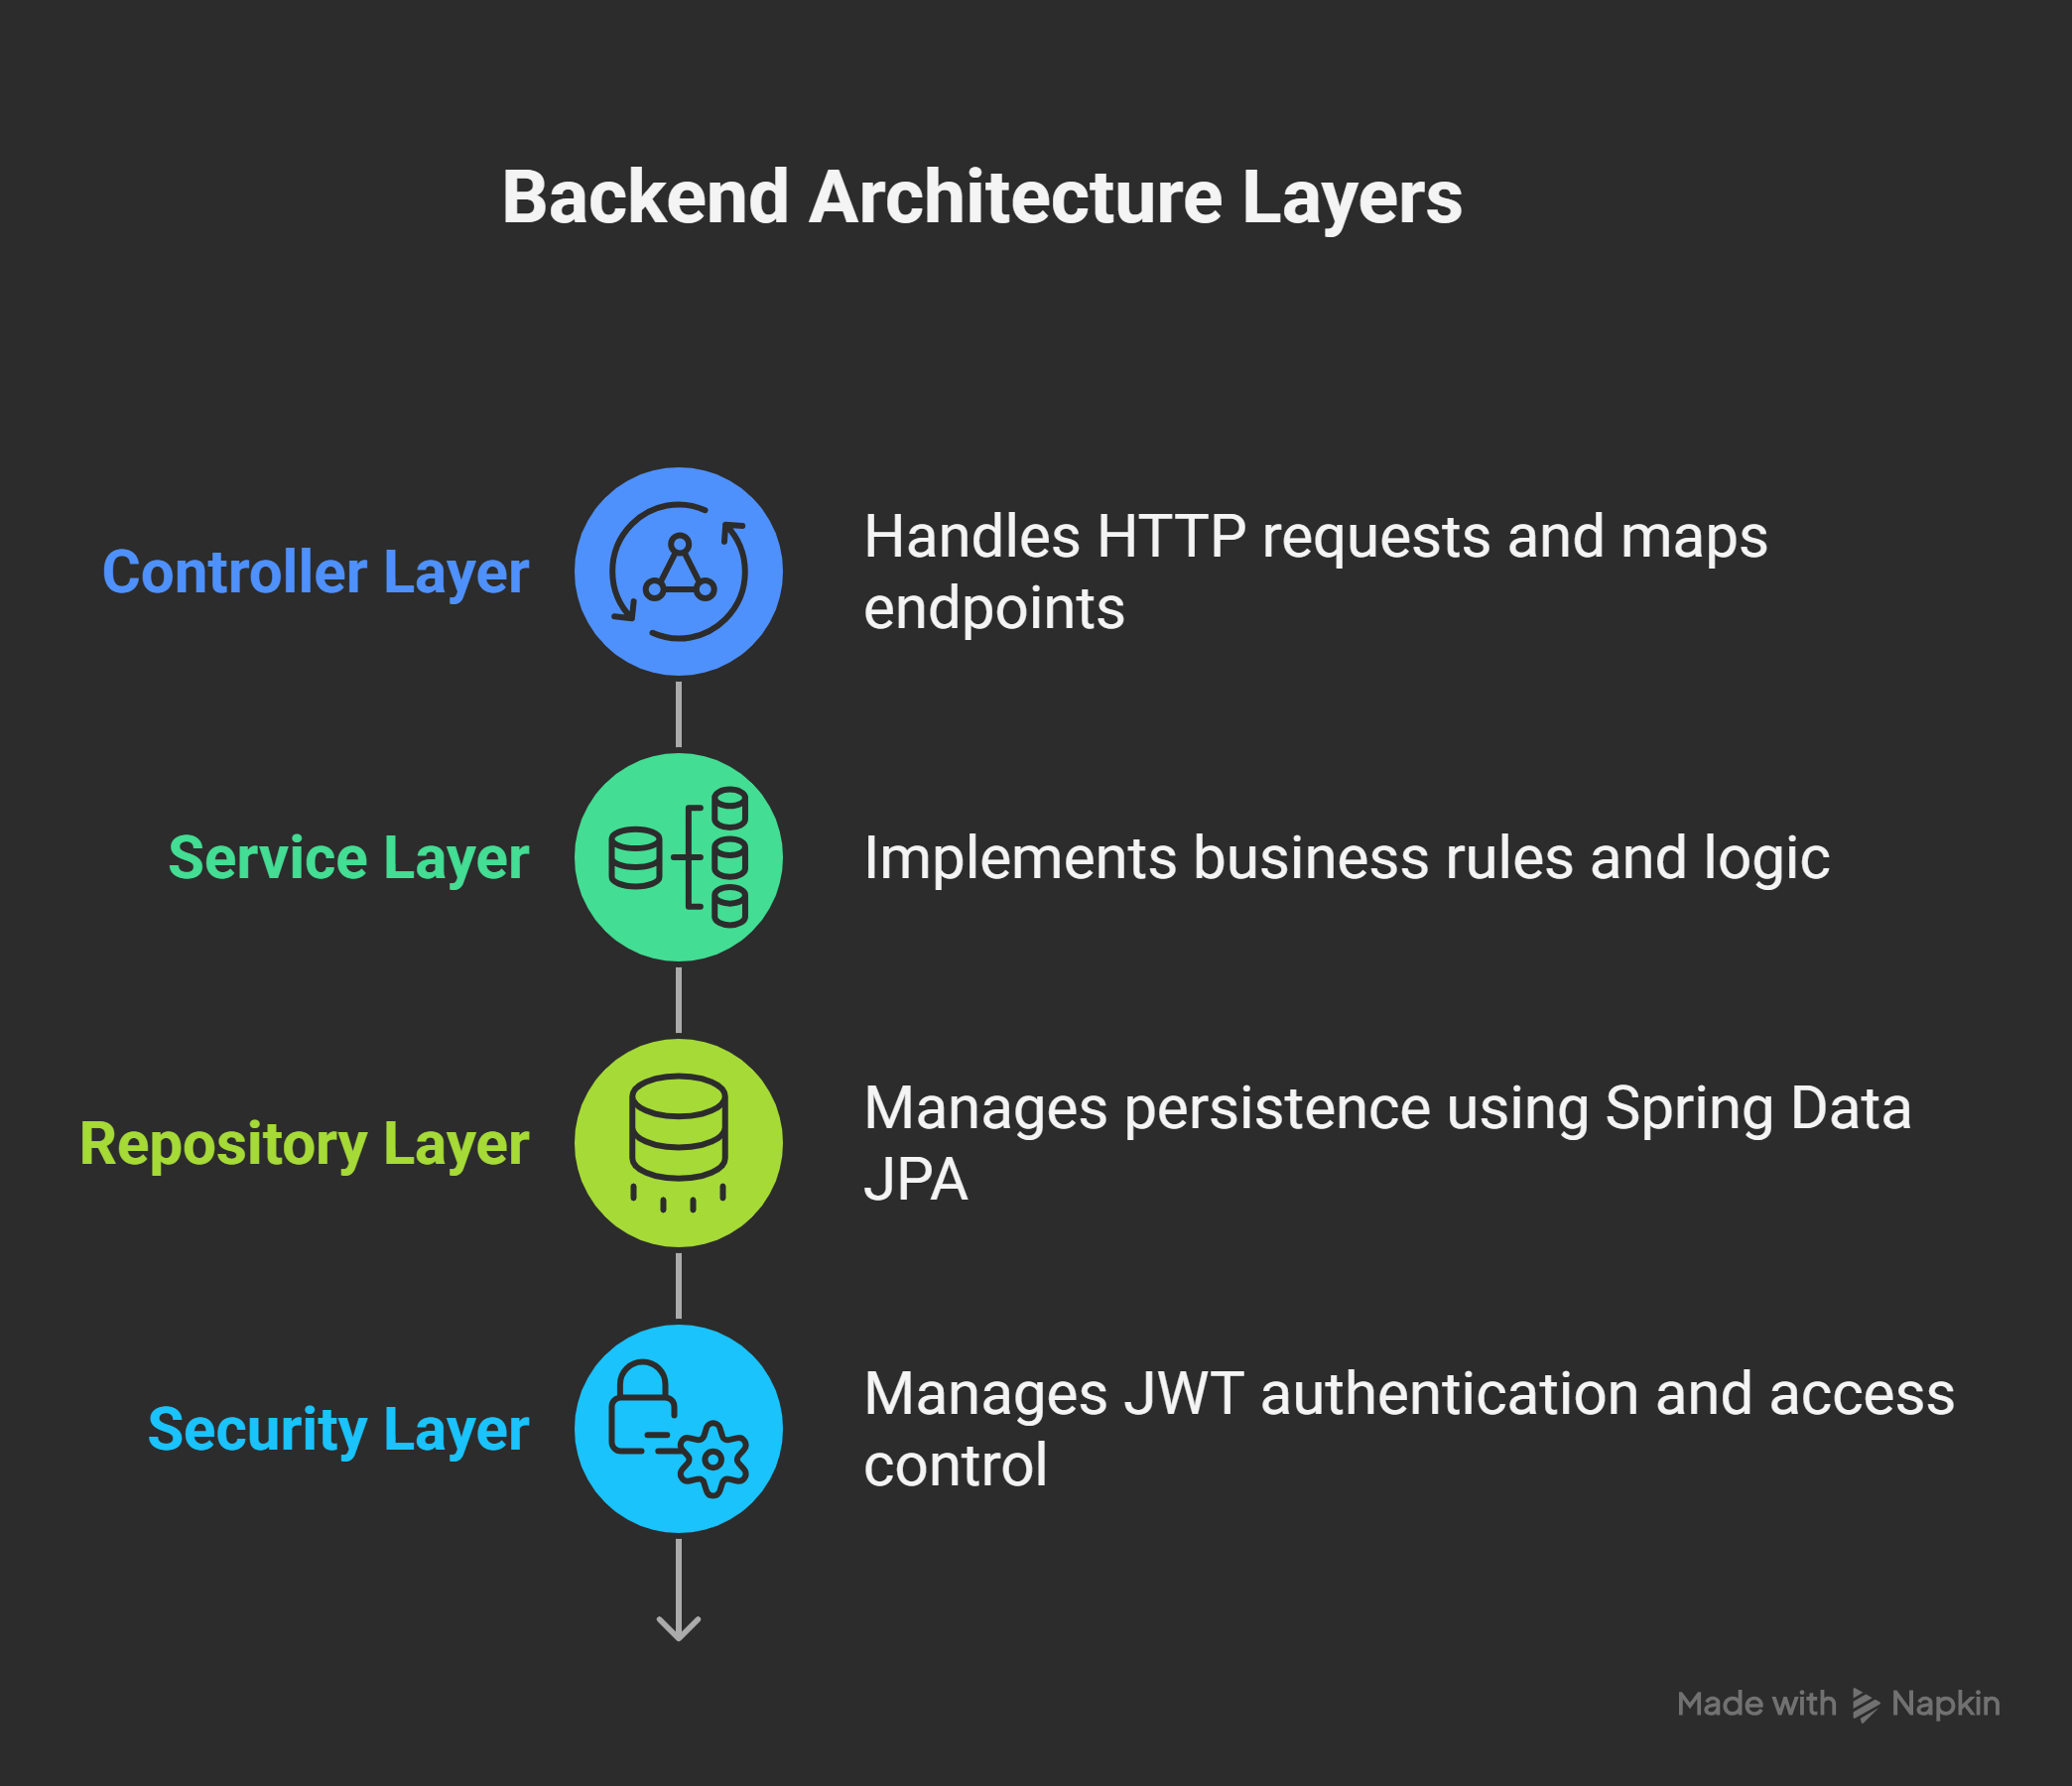 Backend Architecture Layers
Controller Layer
Handles HTTP requests and maps
endpoints
Service Layer
Implements business rules and logic
Repository Layer
Manages persistence using Spring Data
JPA
Security Layer
Manages JWT authentication and access
control
Made with Napkin